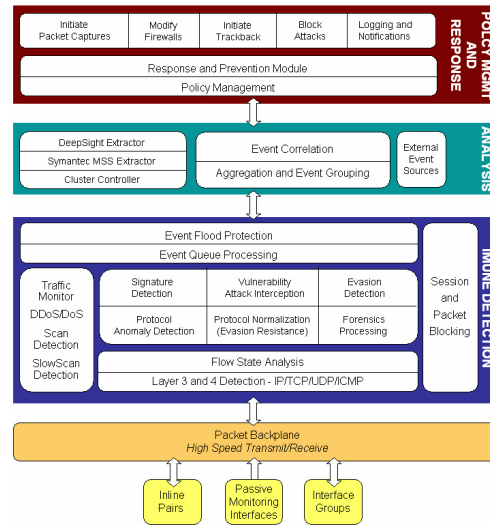 Initiate
Packet Captures
Modify
Firewalls
Initiate
Trackback
Block
Attacks
Logging and
Notifications
Response and Prevention Module
Policy Management
POLCY MGMT
AND
RESPONSE
DeepSight Extractor
Symantec MSS Extractor
Cluster Controller
Event Correlation
Aggregation and Event Grouping
External
Event
Sources
ANALYSIS
Event Flood Protection
Event Queue Processing
Traffic
Monitor
DDoS/DoS
Scan
Detection
SlowScan
Detection
Signature
Detection
Vulnerability
Attack Interception
Evasion
Detection
Protocol
Anomaly Detection
Protocol Normalization
(Evasion Resistance)
Forensics
Processing
Flow State Analysis
Layer 3 and 4 Detection - IP/TCP/UDP/ICMP
Session
and
Packet
Blocking
IMUNE DETECTION
Packet Backplane
High Speed Transmit/Receive
Inline
Pairs
Passive
Monitoring
Interfaces
Interface
Groups